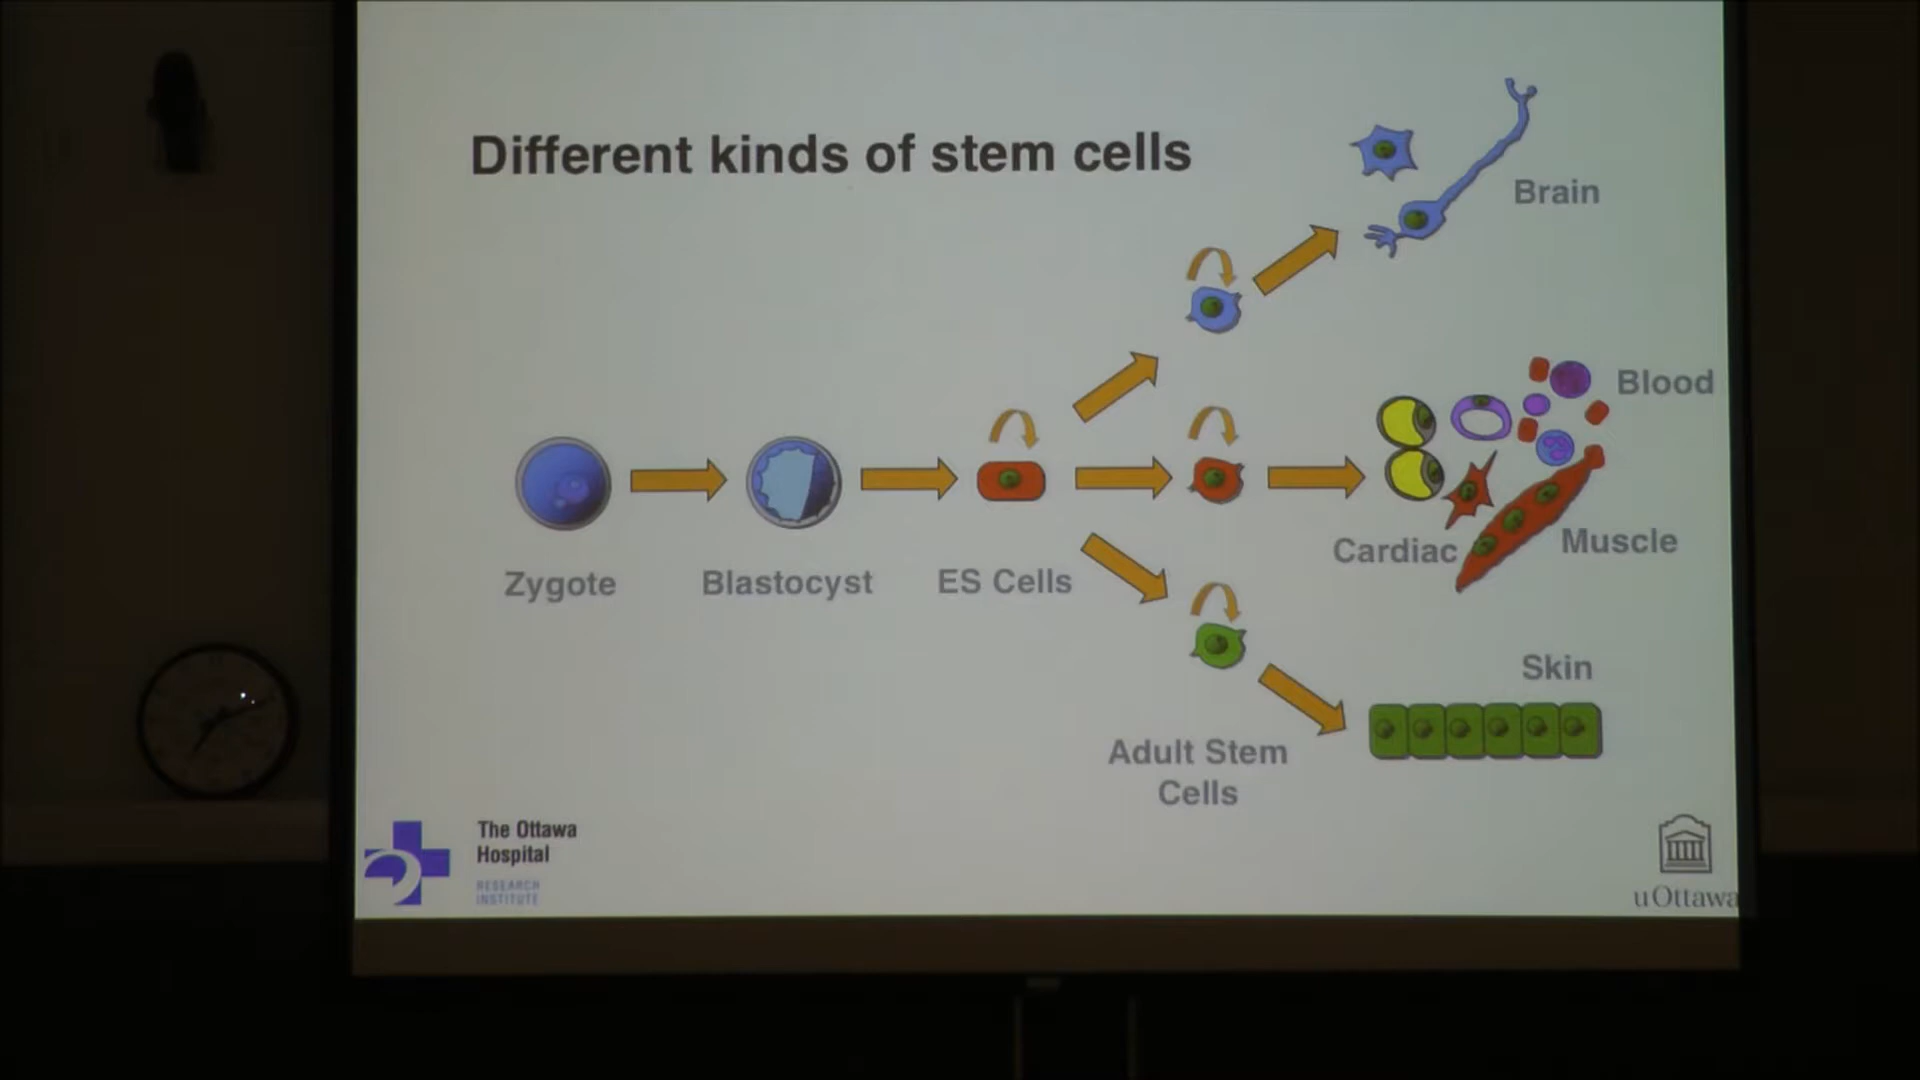 Different kinds of stem cells
Brain
Blood
Cardiac
Muscle
Zygote
Blastocyst
ES Cells
Skin
Adult Stem
Cells
The Ottawa
Hospital
RESEARCH
INSTITUTE
uOttawa